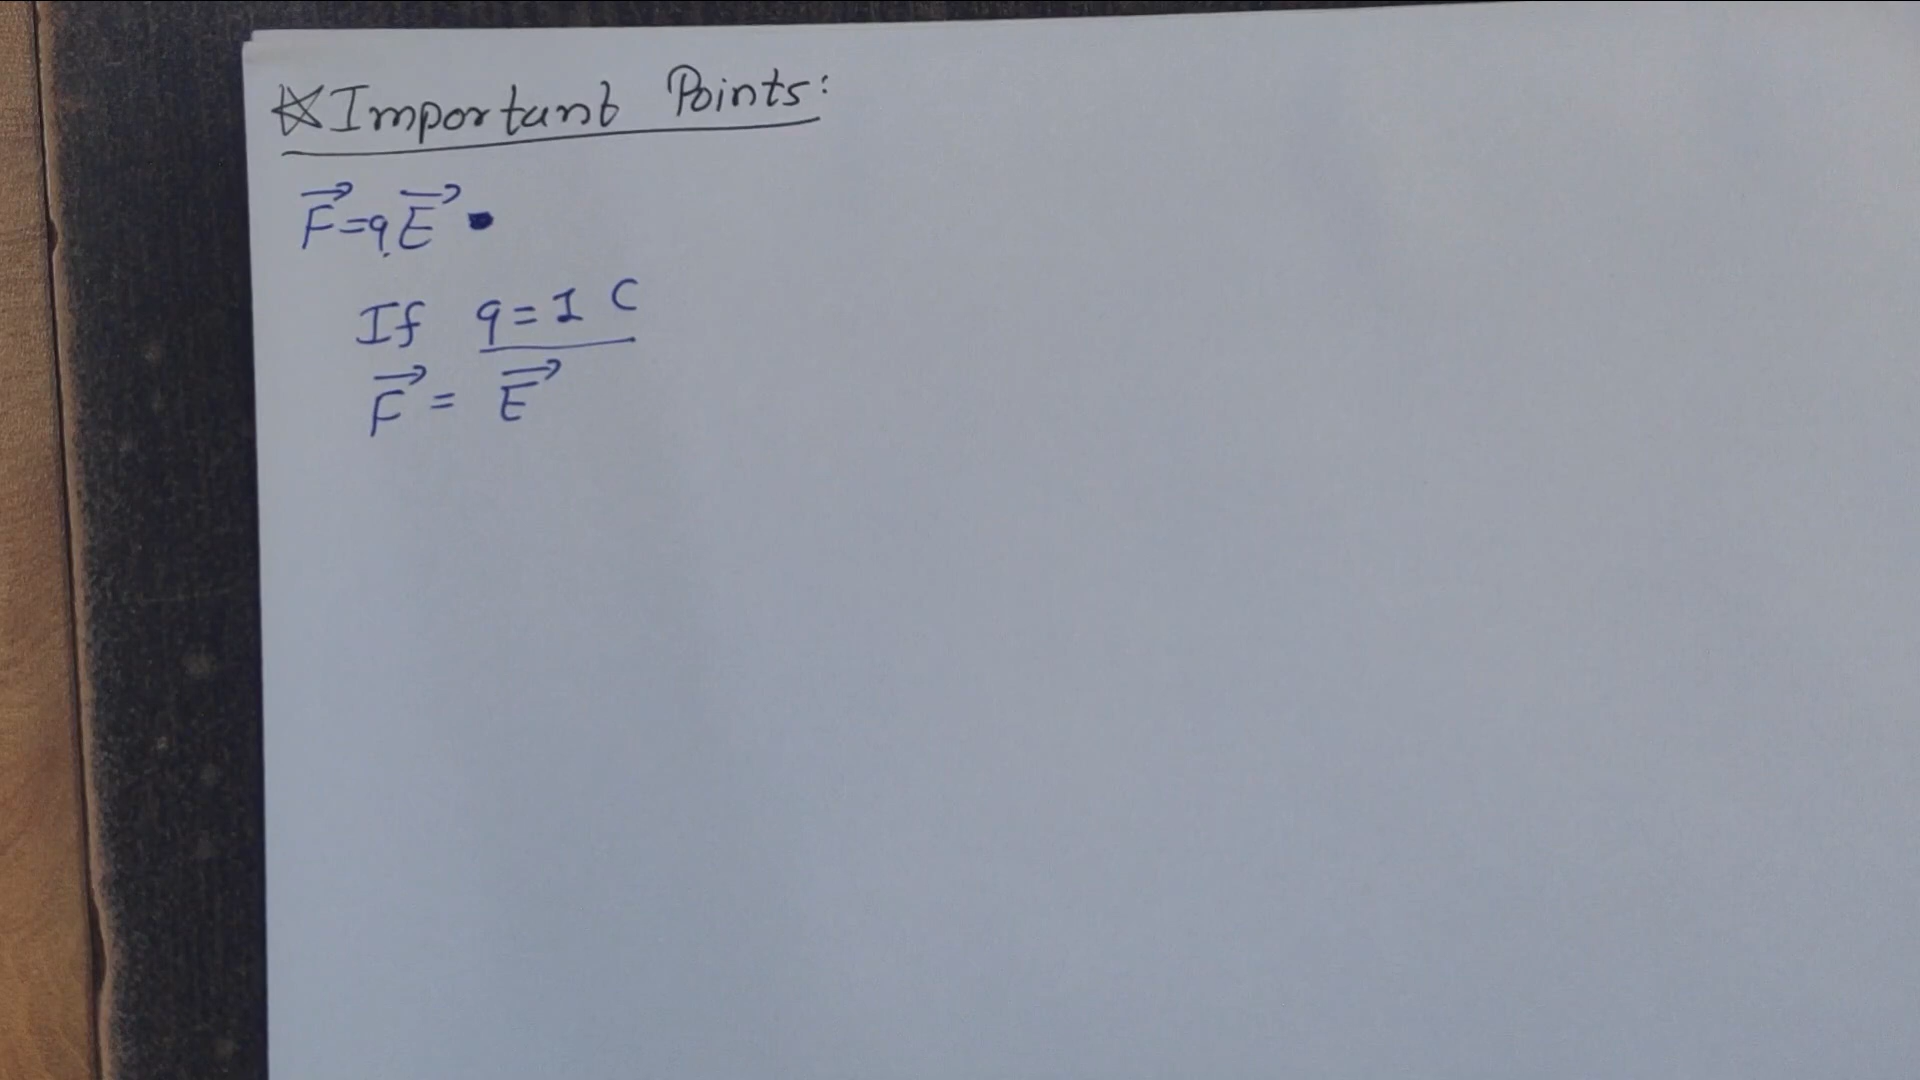 ☆Important Points:
F⃗=qE⃗
If q=1 C
F⃗ = E⃗